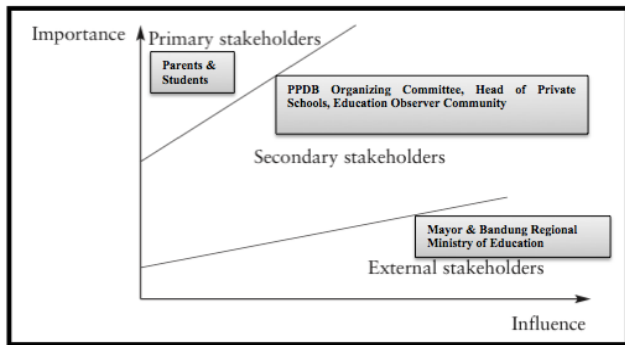 Importance
Primary stakeholders
Parents &
Students
PPDB Organizing Committee, Head of Private
Schools, Education Observer Community
Secondary stakeholders
Mayor & Bandung Regional
Ministry of Education
External stakeholders
Influence